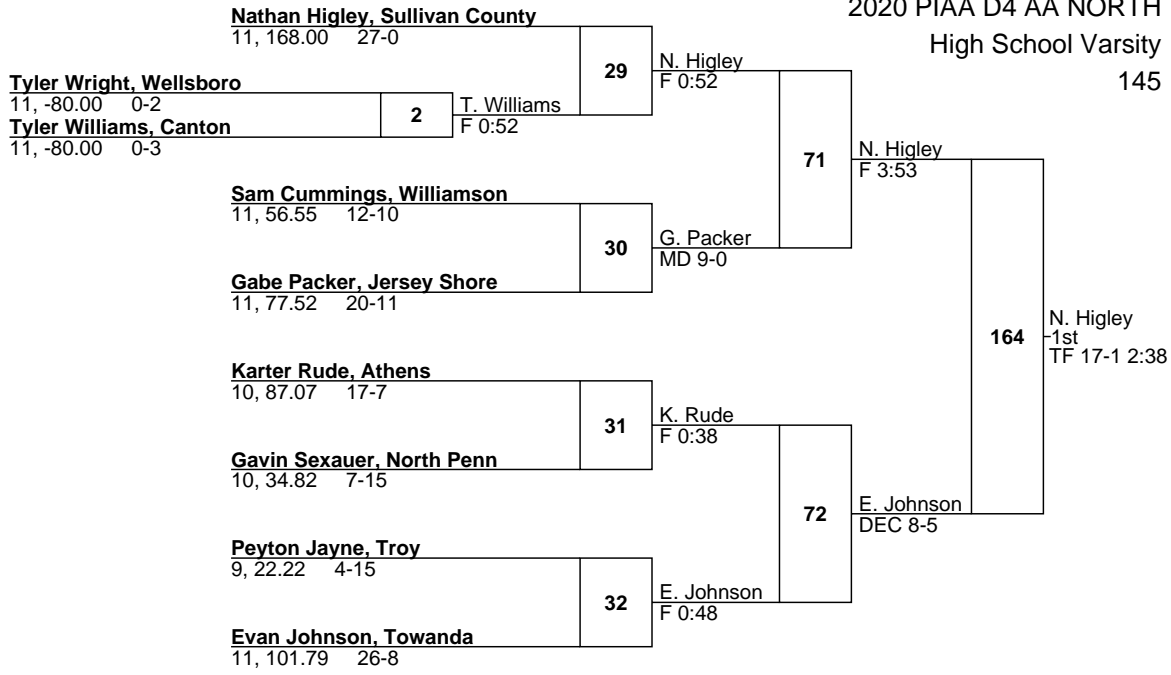 2020 PIAA D4 AA NORTH
High School Varsity
145
Nathan Higley, Sullivan County
11, 168.00 27-0
29
N. Higley
F 0:52
Tyler Wright, Wellsboro
11, -80.00 0-2
2
T. Williams
F 0:52
Tyler Williams, Canton
11, -80.00 0-3
71
N. Higley
F 3:53
Sam Cummings, Williamson
11, 56.55 12-10
30
G. Packer
MD 9-0
Gabe Packer, Jersey Shore
11, 77.52 20-11
164
N. Higley
1st
TF 17-1 2:38
Karter Rude, Athens
10, 87.07 17-7
31
K. Rude
F 0:38
Gavin Sexauer, North Penn
10, 34.82 7-15
72
E. Johnson
DEC 8-5
Peyton Jayne, Troy
9, 22.22 4-15
32
E. Johnson
F 0:48
Evan Johnson, Towanda
11, 101.79 26-8